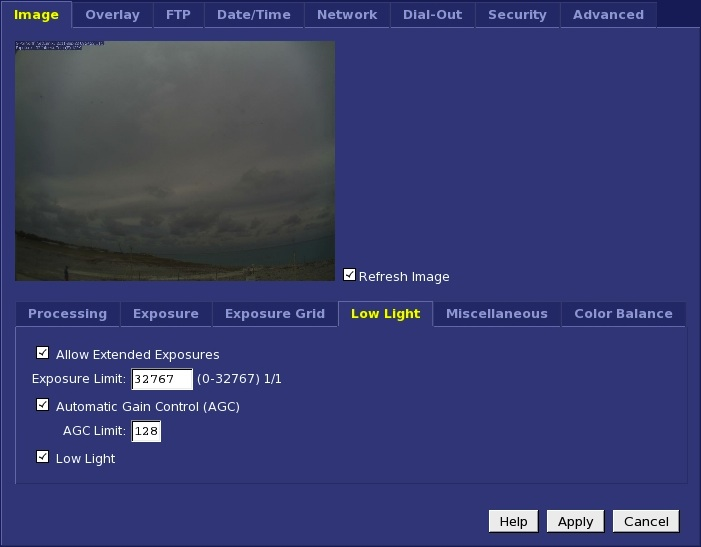 Image Overlay FTP Date/Time Network Dial-Out Security Advanced
Refresh Image
Processing Exposure Exposure Grid Low Light Miscellaneous Color Balance
Allow Extended Exposures
Exposure Limit: 32767 (0-32767) 1/1
Automatic Gain Control (AGC)
AGC Limit: 128
Low Light
Help Apply Cancel